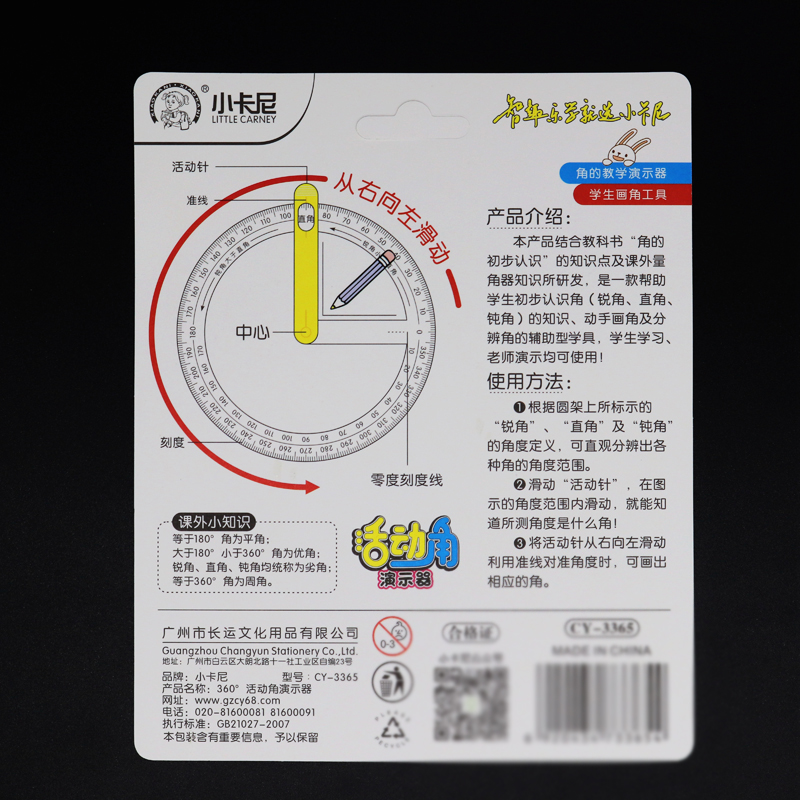 小卡尼
LITTLE CARNEY
帮助乐学就选小卡尼
角的教学演示器
学生画角工具
活动针
准线
从右向左滑动
直角
钝角大于直角
中心
刻度
零度刻度线
产品介绍:
本产品结合教科书“角的
初步认识”的知识点及课外量
角器知识所研发,是一款帮助
学生初步认识角(锐角、直角、
钝角)的知识、动手画角及分
辨角的辅助型学具,学生学习、
老师演示均可使用!
使用方法:
❶根据圆架上所标示的
“锐角”、“直角”及“钝角”
的角度定义,可直观分辨出各
种角的角度范围。
❷滑动“活动针”,在图
示的角度范围内滑动,就能知
道所测角度是什么角!
❸将活动针从右向左滑动
利用准线对准角度时,可画出
相应的角。
课外小知识
等于180°角为平角;
大于180°小于360°角为优角;
锐角、直角、钝角均统称为劣角;
等于360°角为周角。
活动角
演示器
广州市长运文化用品有限公司
Guangzhou Changyun Stationery Co.,Ltd.
地址:广州市白云区大朗北路十一社工业区自编23号
品牌:小卡尼 型号:CY-3365
产品名称:360°活动角演示器
网址:www.gzcy68.com
电话:020-81600081 81600091
执行标准:GB21027-2007
本包装含有重要信息,予以保留
0-3
合格证
CY-3365
MADE IN CHINA